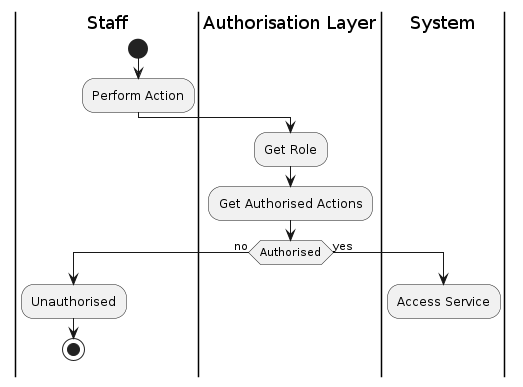 Staff
Authorisation Layer
System
Perform Action
Get Role
Get Authorised Actions
no
Authorised
yes
Unauthorised
Access Service